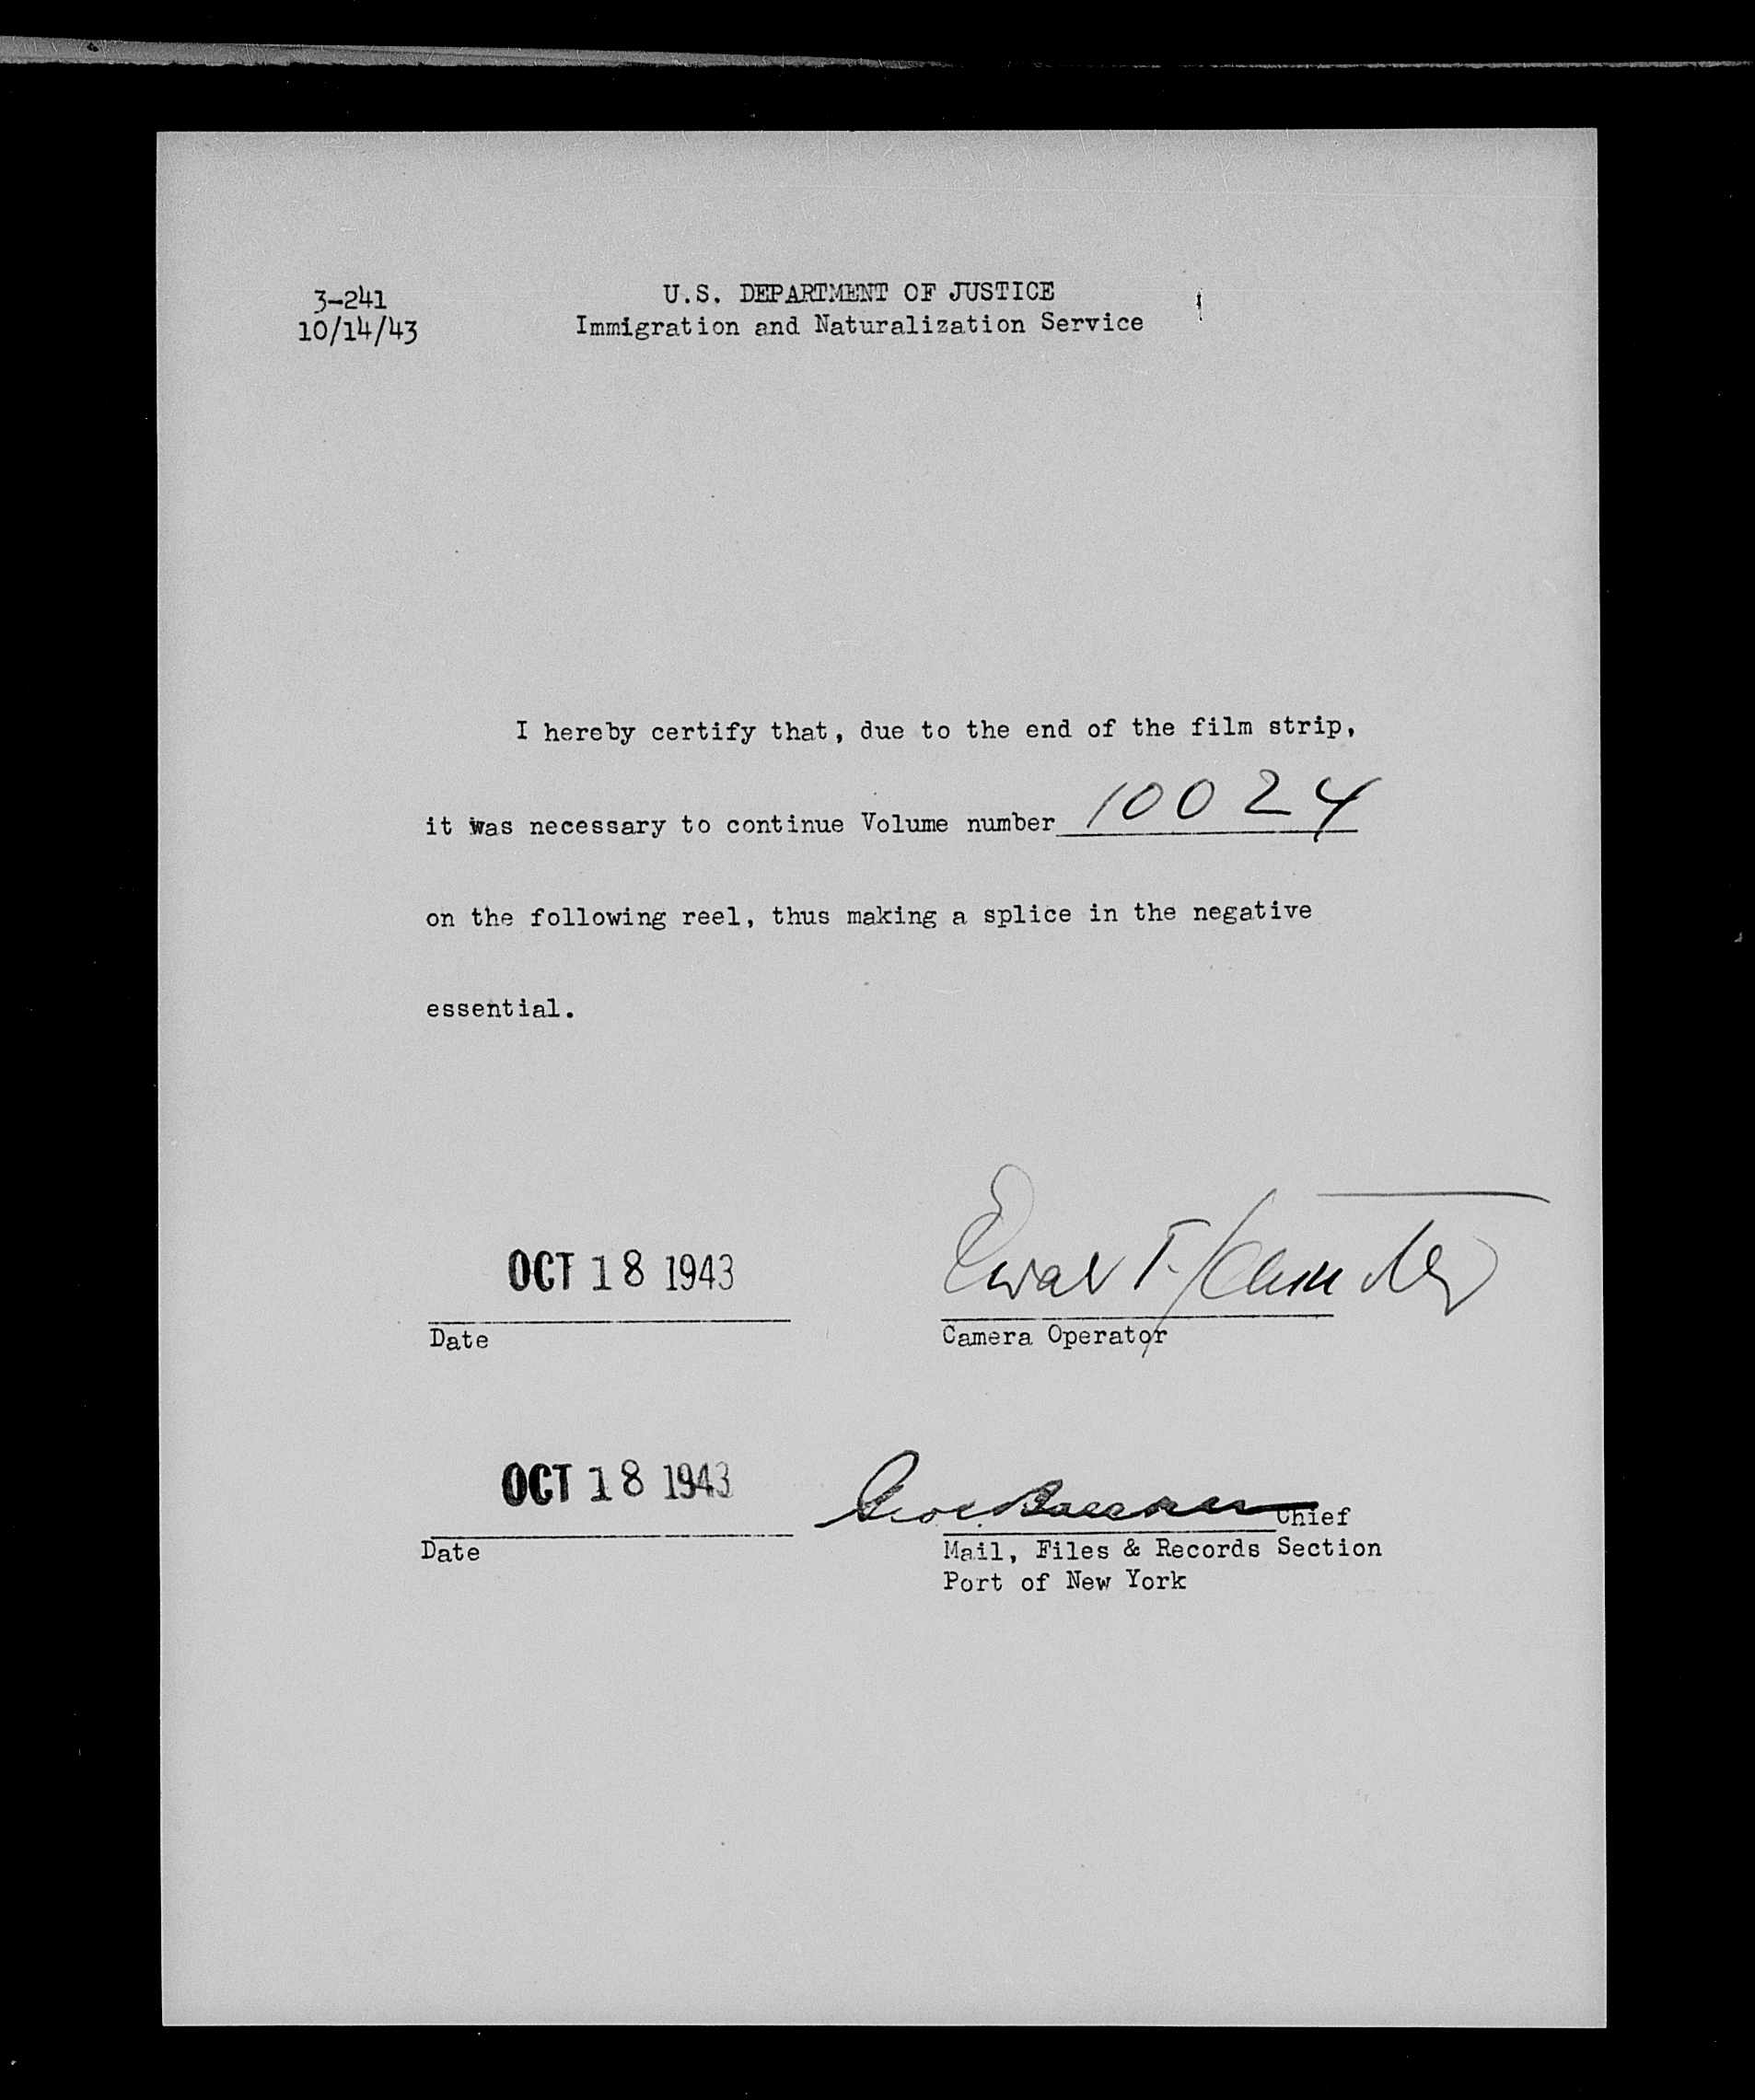 3-241
10/14/43
U.S. DEPARTMENT OF JUSTICE
Immigration and Naturalization Service
I hereby certify that, due to the end of the film strip,
it was necessary to continue Volume number 10024
on the following reel, thus making a splice in the negative
essential.
OCT 18 1943
Date
Camera Operator
OCT 18 1943
Date
Chief
Mail, Files & Records Section
Port of New York